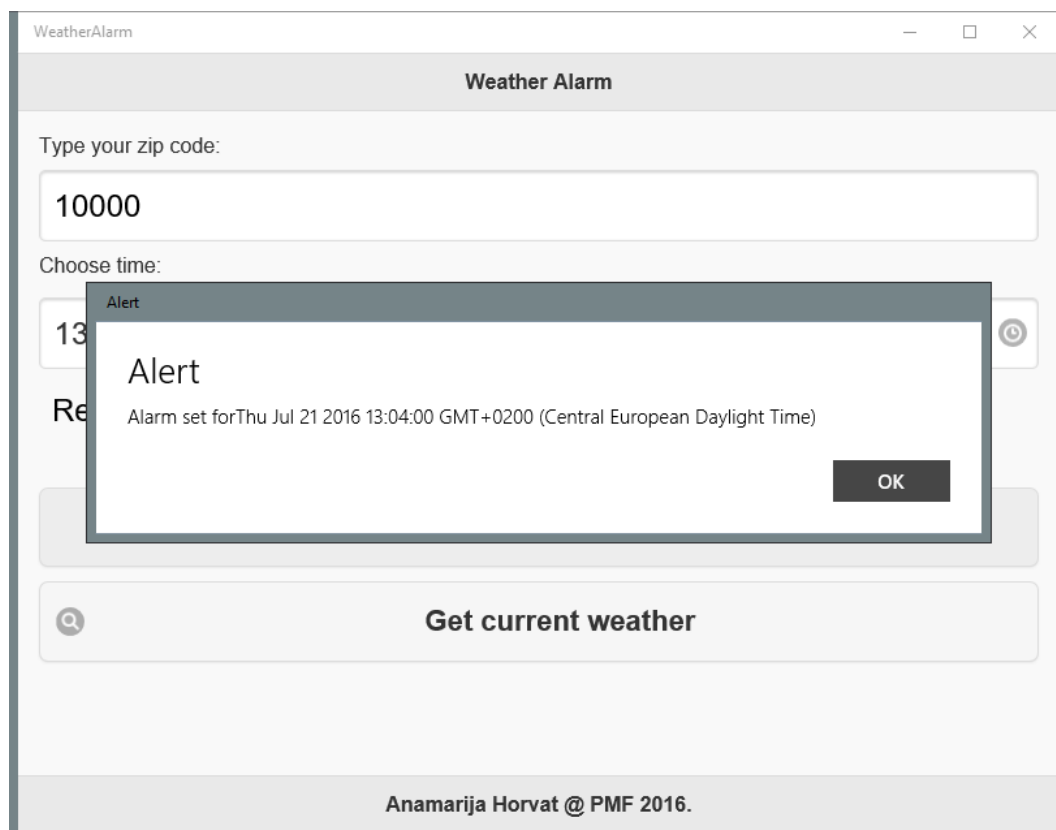 WeatherAlarm
Weather Alarm
Type your zip code:
10000
Choose time:
13
Re
Alert
Alert
Alarm set forThu Jul 21 2016 13:04:00 GMT+0200 (Central European Daylight Time)
OK
Get current weather
Anamarija Horvat @ PMF 2016.